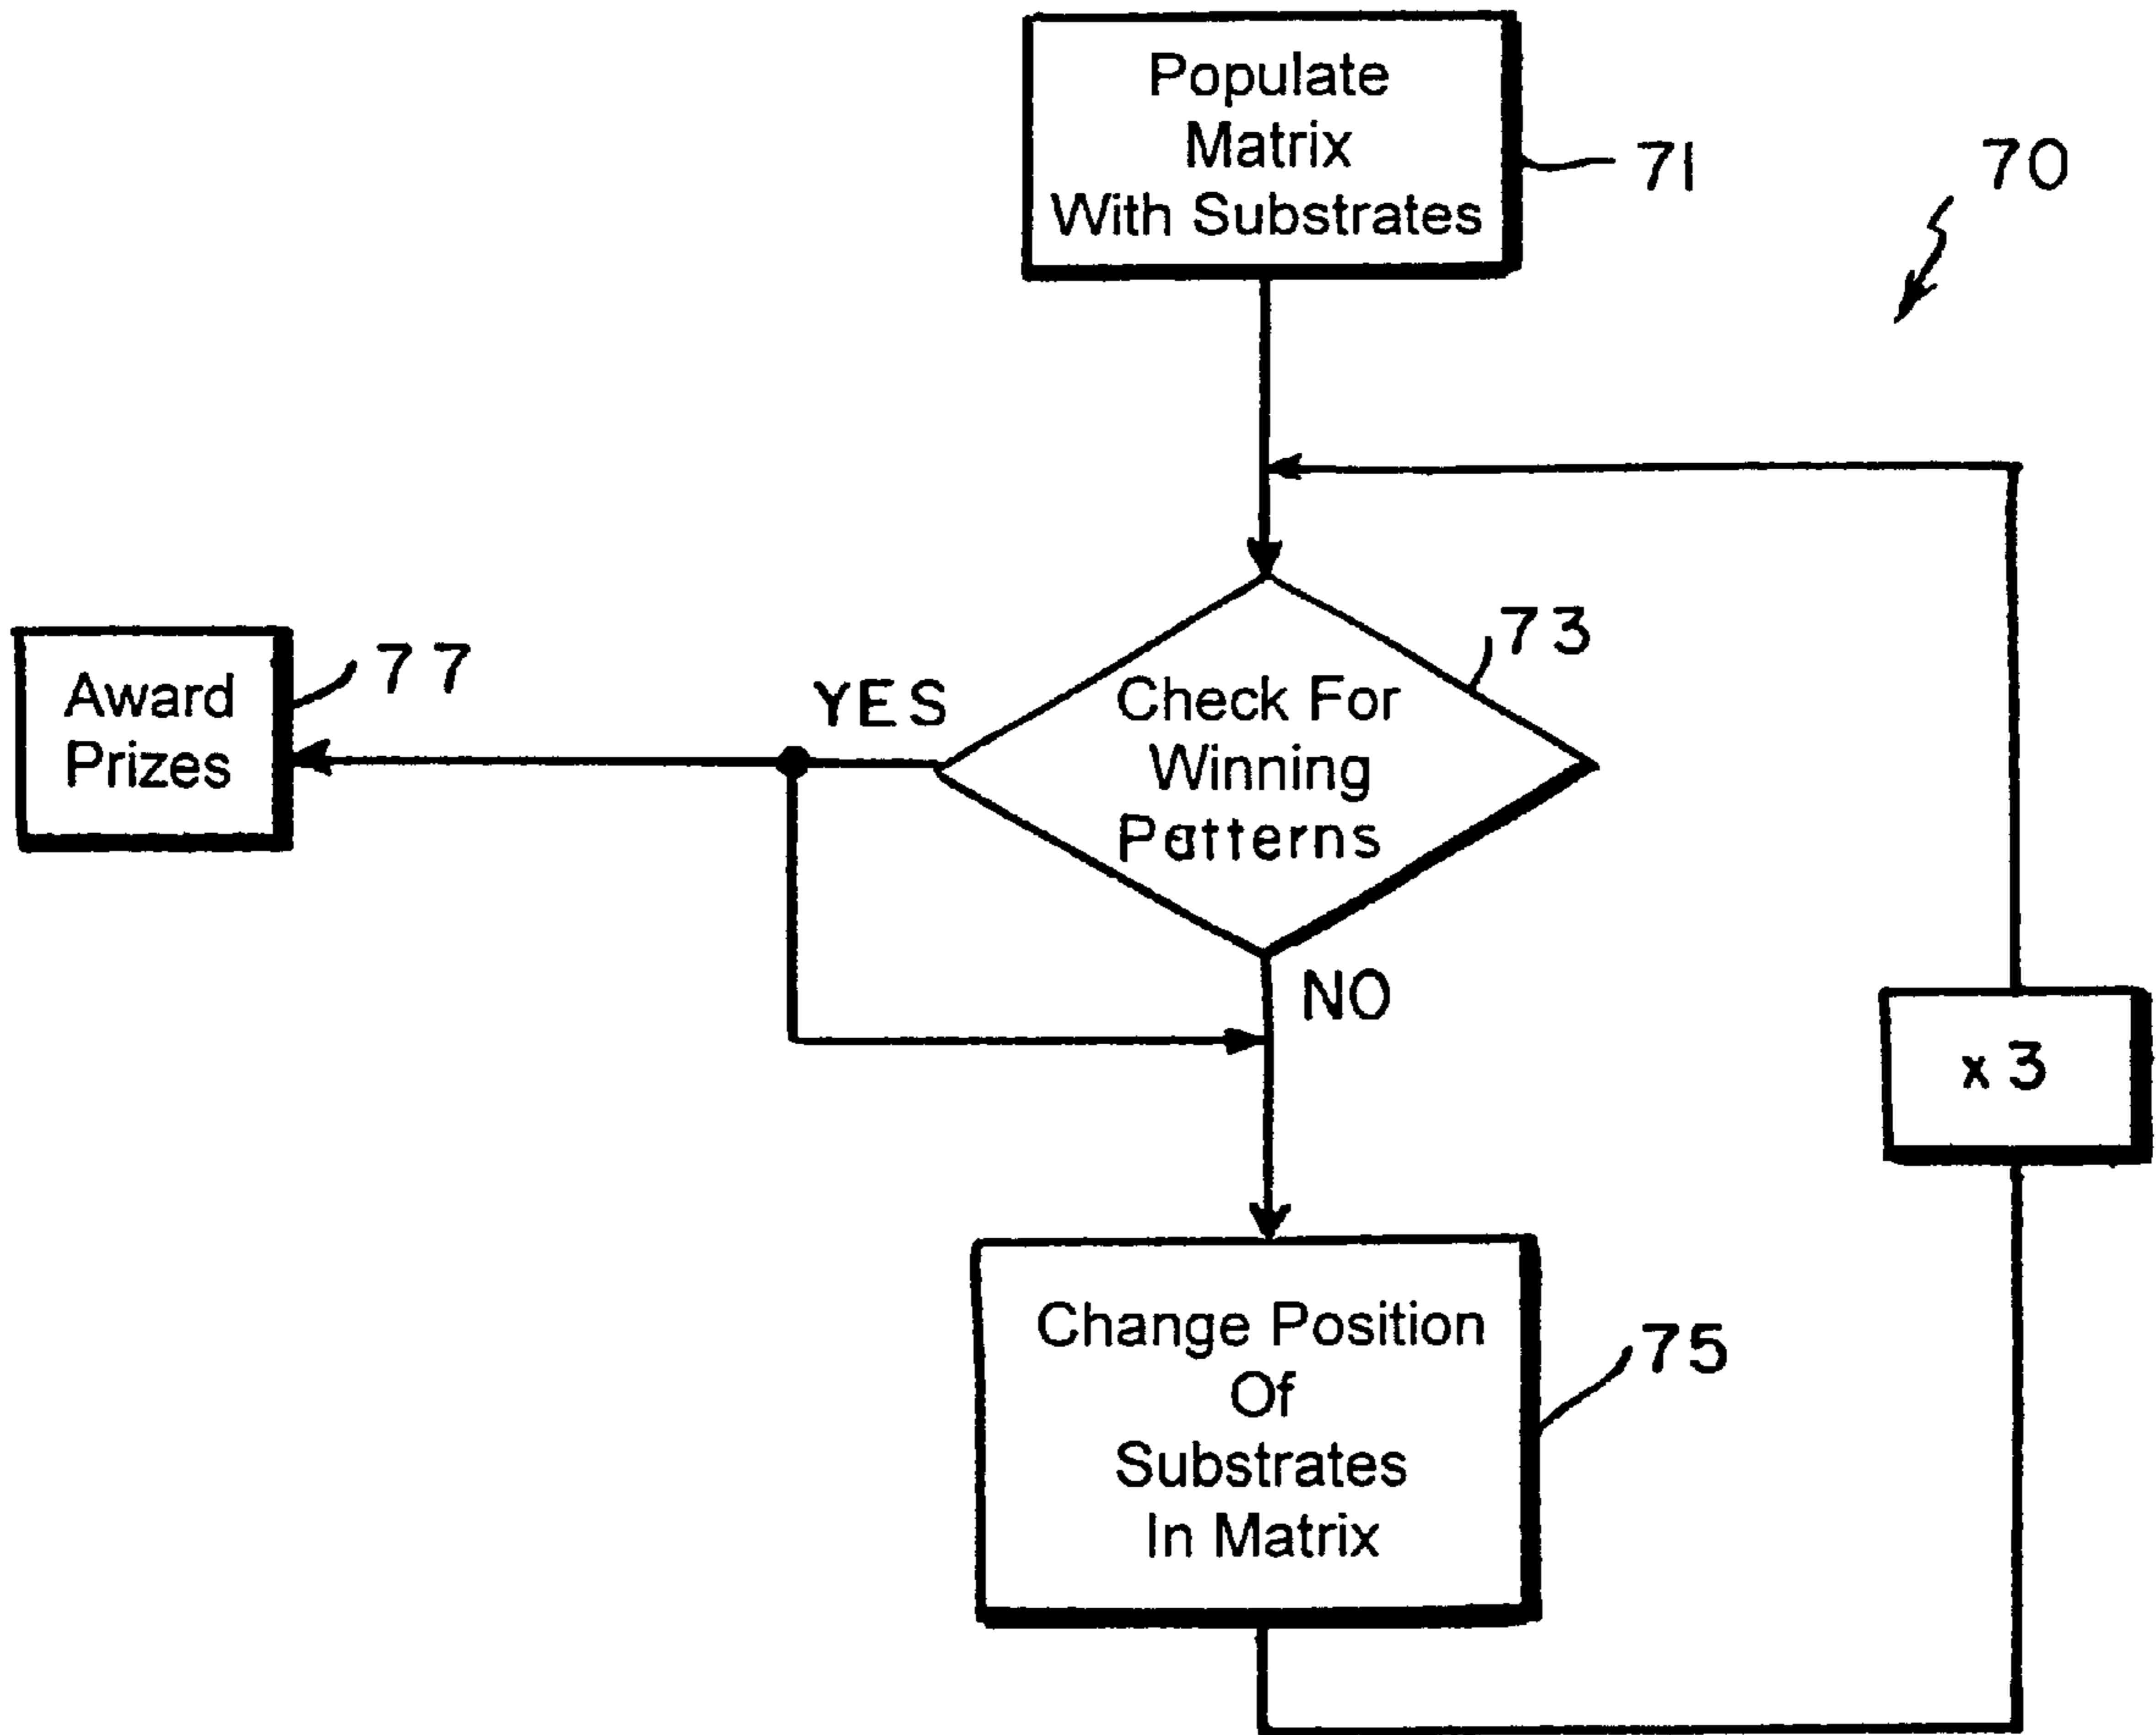 Populate
Matrix
With Substrates
71
70
73
Check For
Winning
Patterns
YES
77
Award
Prizes
NO
x 3
Change Position
Of
Substrates
In Matrix
75